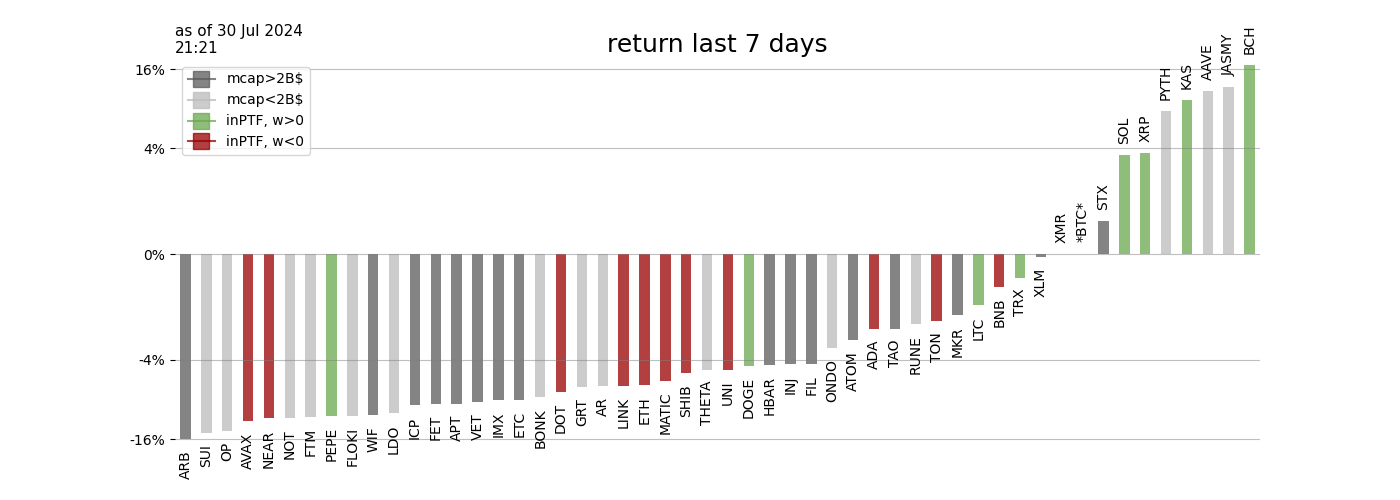 as of 30 Jul 2024
21:21
return last 7 days
mcap>2B$
mcap<2B$
inPTF, w>0
inPTF, w<0
16%
4%
0%
-4%
-16%
ARB
SUI
OP
AVAX
NEAR
NOT
FTM
PEPE
FLOKI
WIF
LDO
ICP
FET
APT
VET
IMX
ETC
BONK
DOT
GRT
AR
LINK
ETH
MATIC
SHIB
THETA
UNI
DOGE
HBAR
INJ
FIL
ONDO
ATOM
ADA
TAO
RUNE
TON
MKR
LTC
BNB
TRX
XLM
XMR
*BTC*
STX
SOL
XRP
PYTH
KAS
AAVE
JASMY
BCH